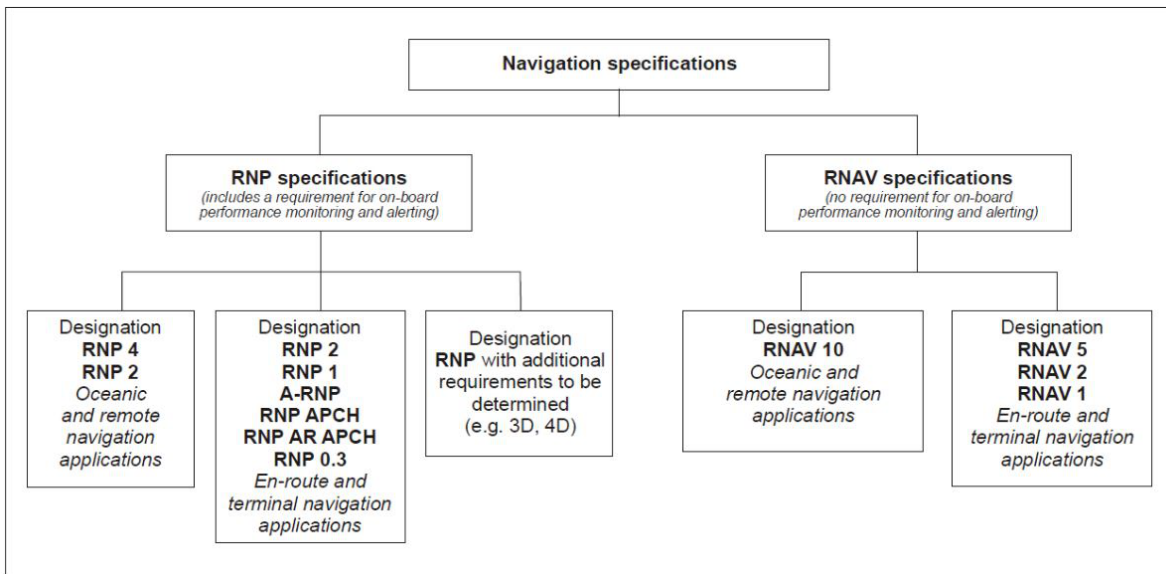 Navigation specifications
RNP specifications
(includes a requirement for on-board
performance monitoring and alerting)
RNAV specifications
(no requirement for on-board
performance monitoring and alerting)
Designation
RNP 4
RNP 2
Oceanic
and remote
navigation
applications
Designation
RNP 2
RNP 1
A-RNP
RNP APCH
RNP AR APCH
RNP 0.3
En-route and
terminal navigation
applications
Designation
RNP with additional
requirements to be
determined
(e.g. 3D, 4D)
Designation
RNAV 10
Oceanic and
remote navigation
applications
Designation
RNAV 5
RNAV 2
RNAV 1
En-route and
terminal navigation
applications